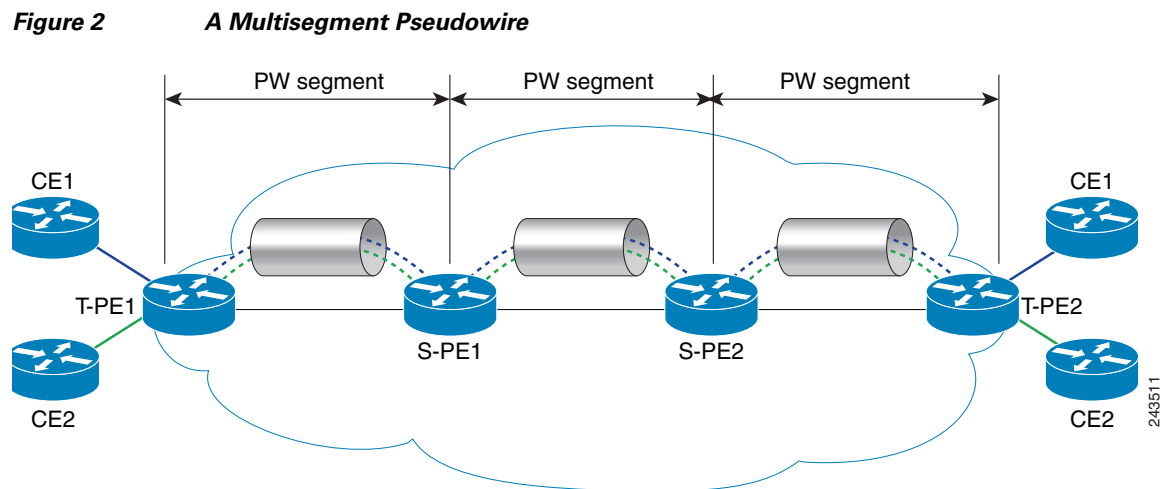 Figure 2 A Multisegment Pseudowire
PW segment PW segment PW segment
CE1 CE1
T-PE1 T-PE2
S-PE1 S-PE2
CE2 CE2
243511